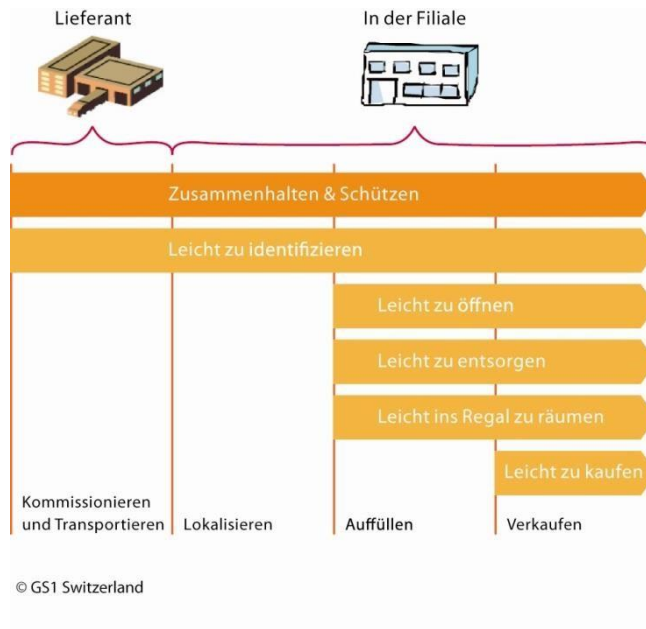 Lieferant
In der Filiale
Zusammenhalten & Schützen
Leicht zu identifizieren
Leicht zu öffnen
Leicht zu entsorgen
Leicht ins Regal zu räumen
Leicht zu kaufen
Kommissionieren
und Transportieren
Lokalisieren
Auffüllen
Verkaufen
© GS1 Switzerland